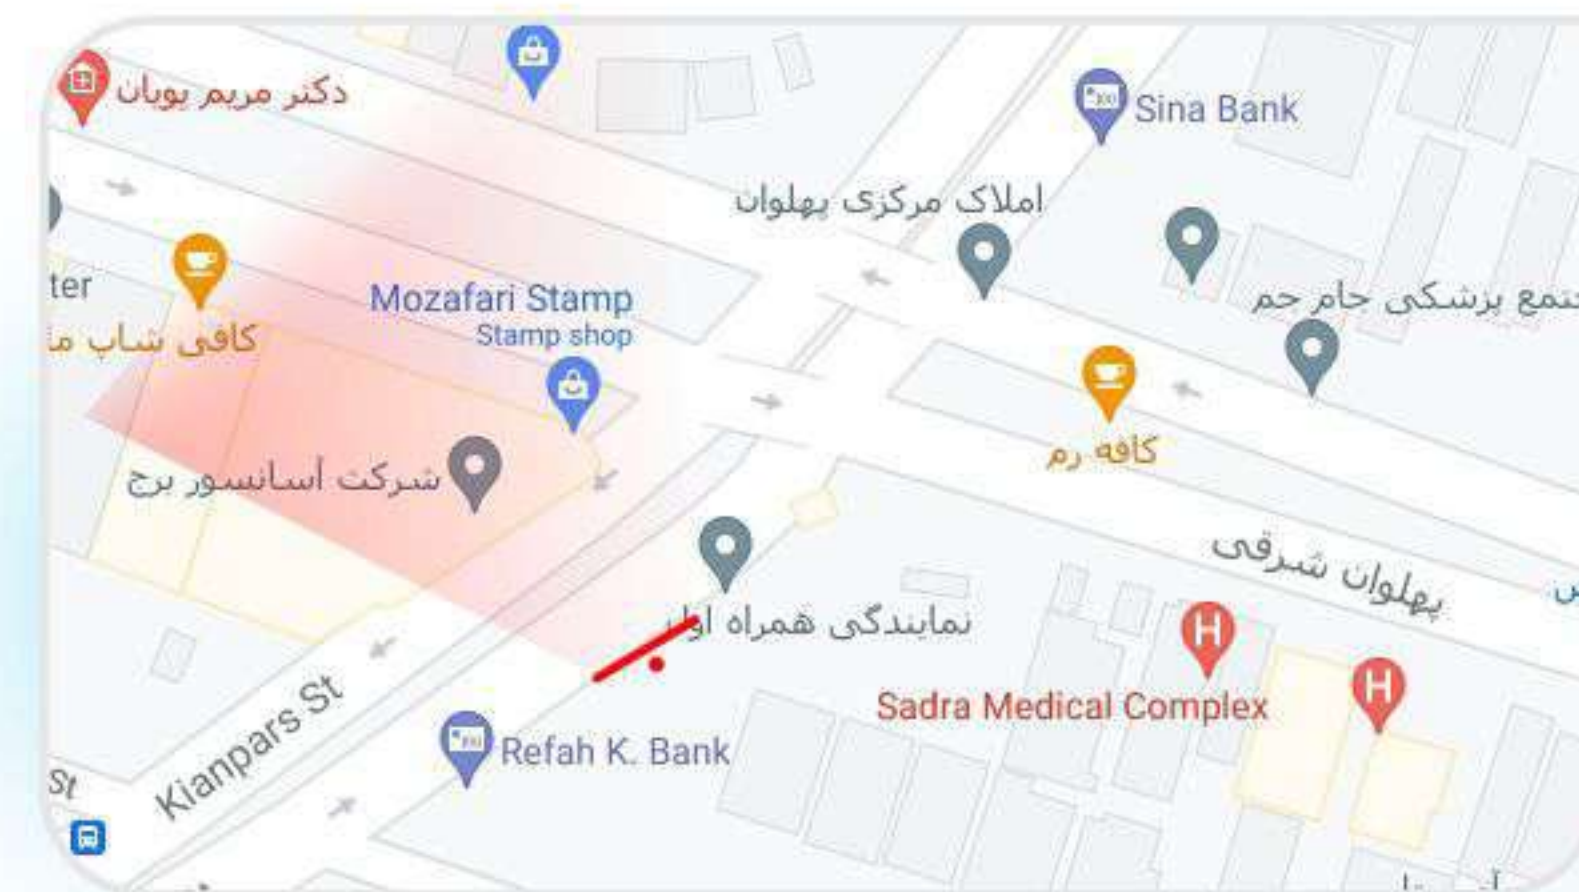 دکتر مریم پویان
Sina Bank
املاک مرکزی پهلوان
ter
Mozafari Stamp
Stamp shop
کافی شاپ
پزشکی جام جم
کافه رم
شرکت آسانسور برج
پهلوان شرقی
نمایندگی همراه اول
Sadra Medical Complex
Kianpars St
Refah K. Bank
St